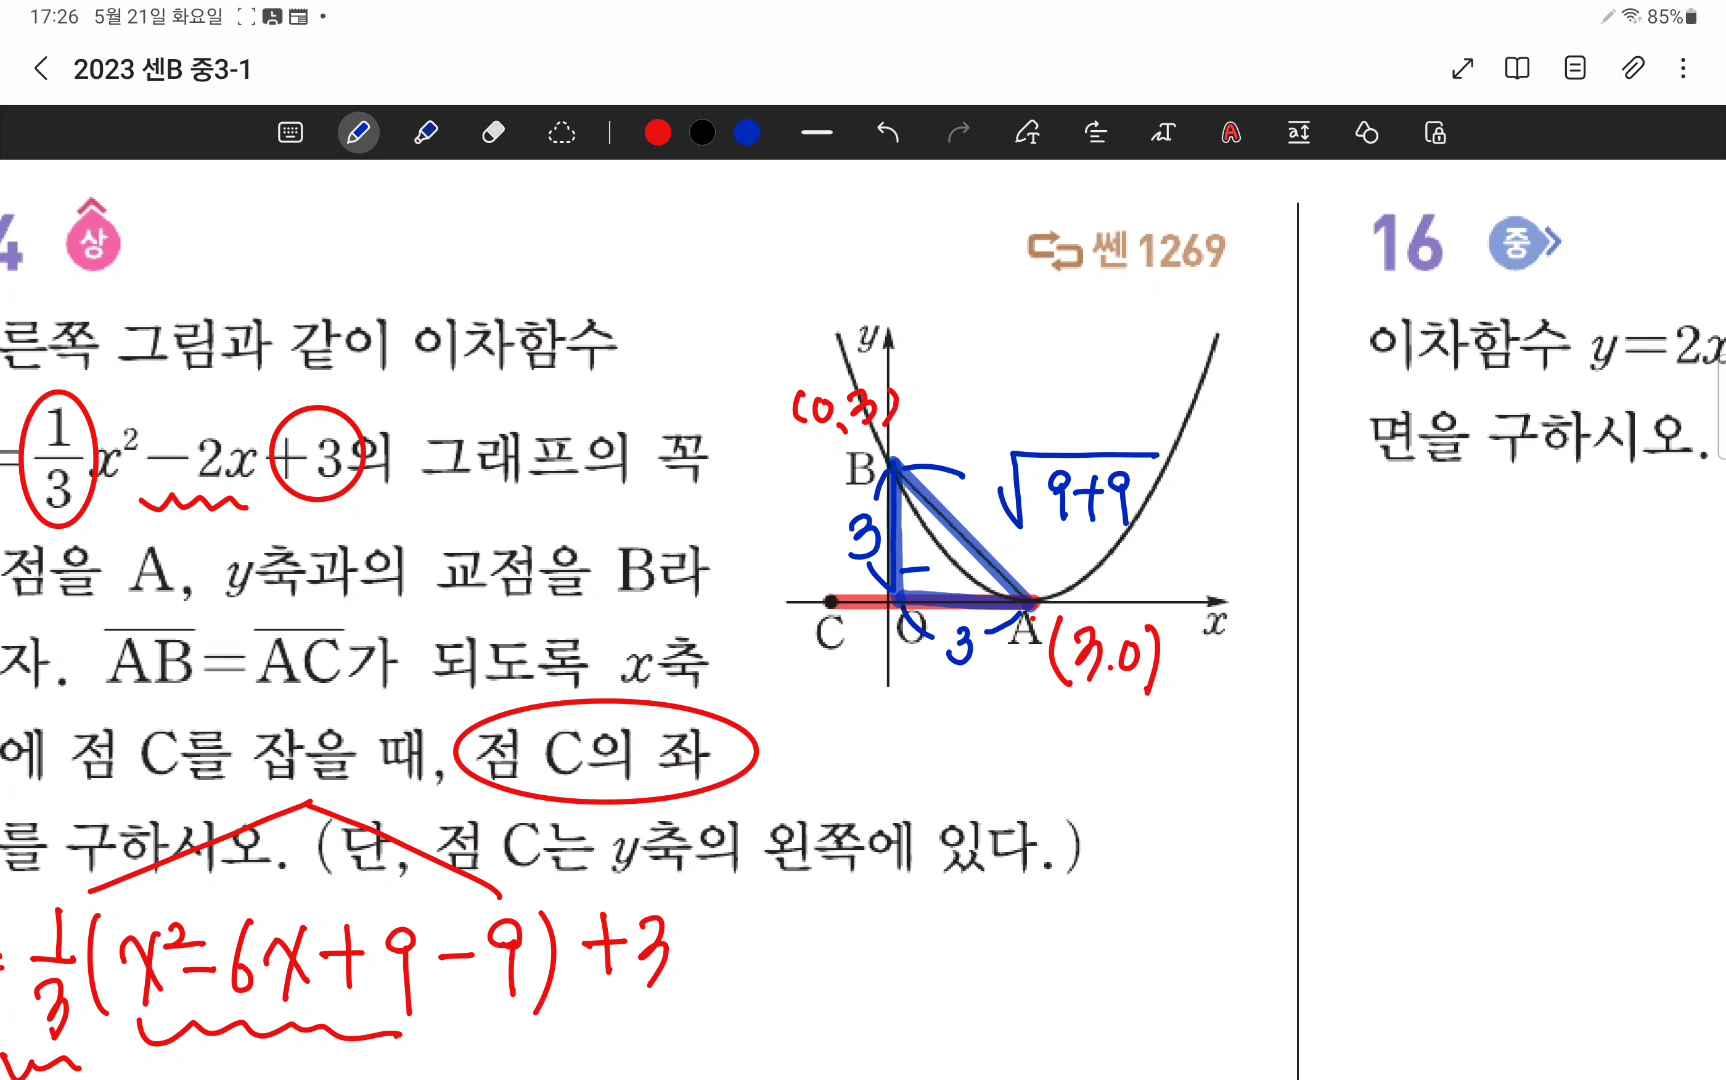 17:26 5월 21일 화요일
85%
2023 센B 중3-1
4 상
쎈 1269
른쪽 그림과 같이 이차함수
=1/3x²-2x+3의 그래프의 꼭
점을 A, y축과의 교점을 B라
자. AB=AC가 되도록 x축
에 점 C를 잡을 때, 점 C의 좌
를 구하시오. (단, 점 C는 y축의 왼쪽에 있다.)
= 1/3(x²-6x+9-9)+3
y
(0,3)
B
√9+9
3
C O 3 A (3.0) x
16 중
이차함수 y=2x
면을 구하시오.